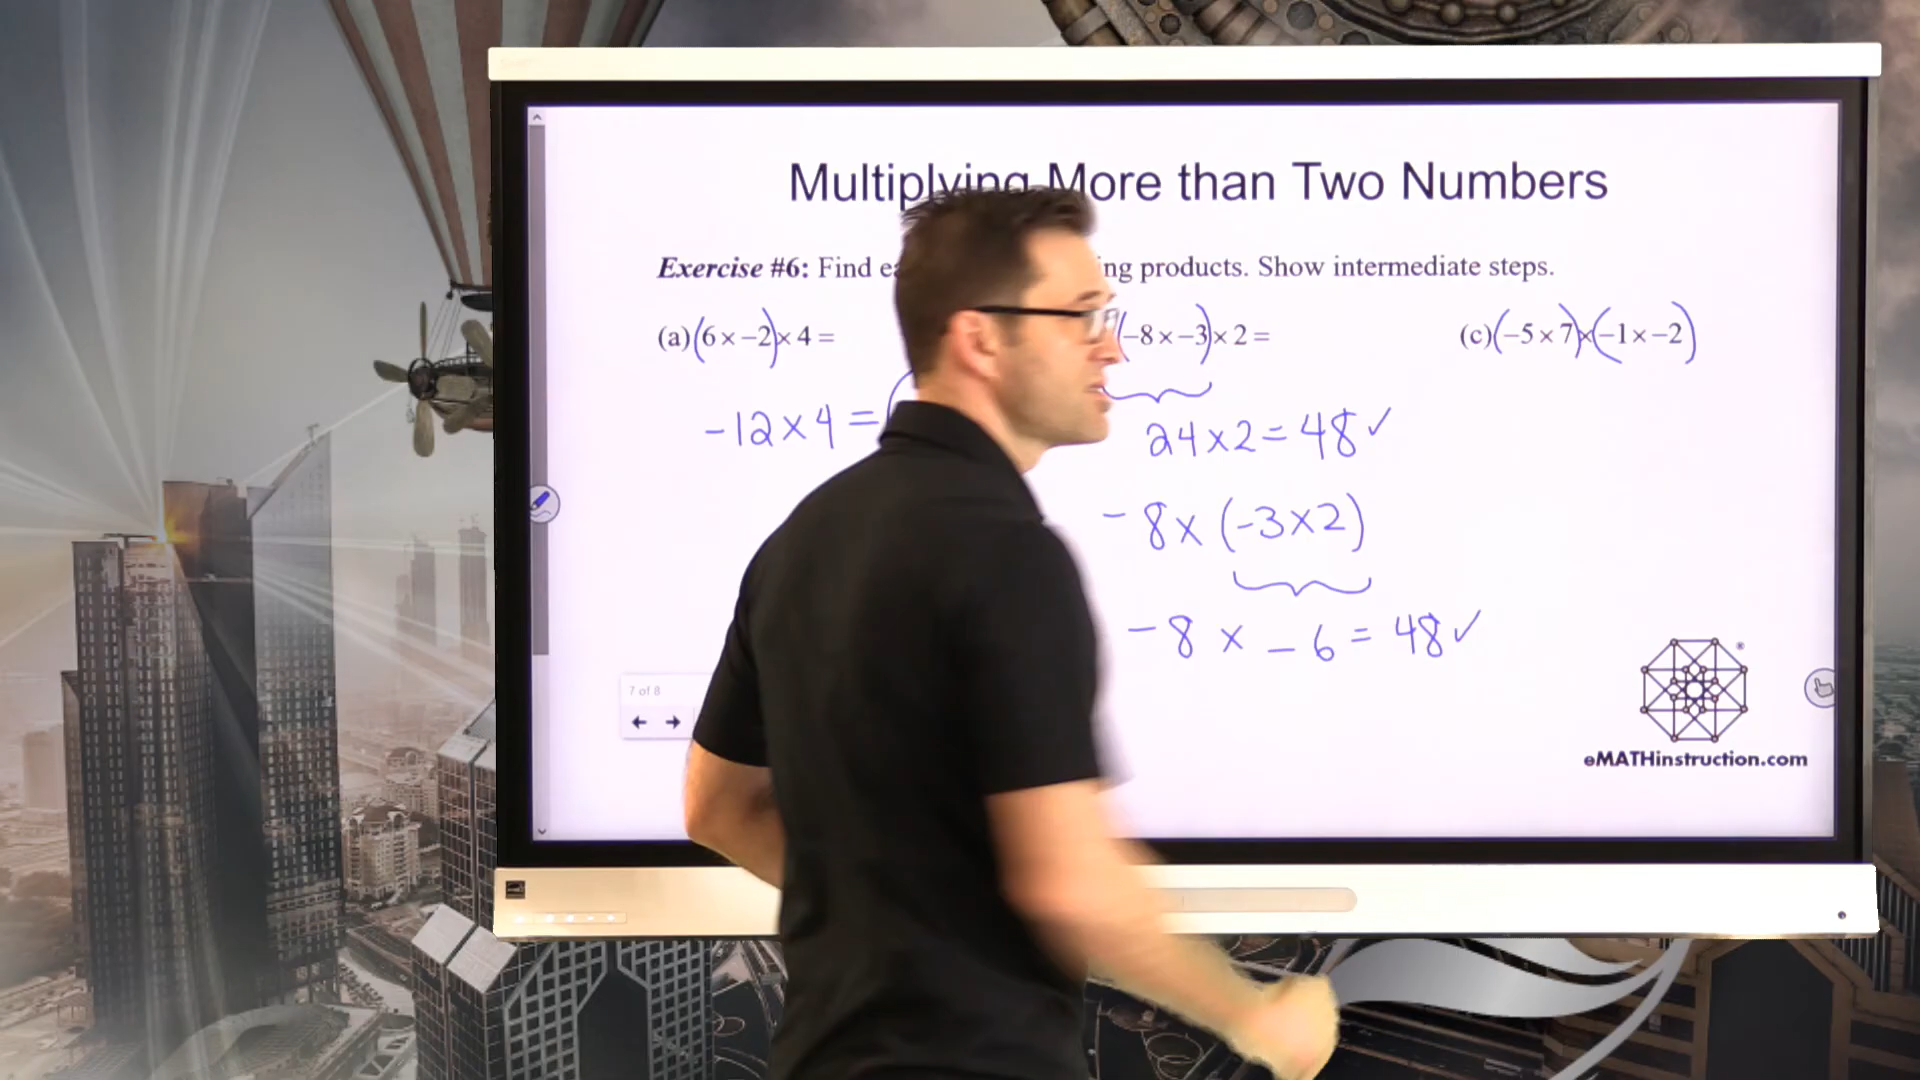 Multiplying More than Two Numbers
Exercise #6: Find ing products. Show intermediate steps.
(a) (6 × −2) × 4 =
(−8 × −3) × 2 =
(c) (−5 × 7) × (−1 × −2)
-12 × 4 =
24 × 2 = 48 ✓
-8 × (-3 × 2)
-8 × -6 = 48 ✓
7 of 8
eMATHinstruction.com